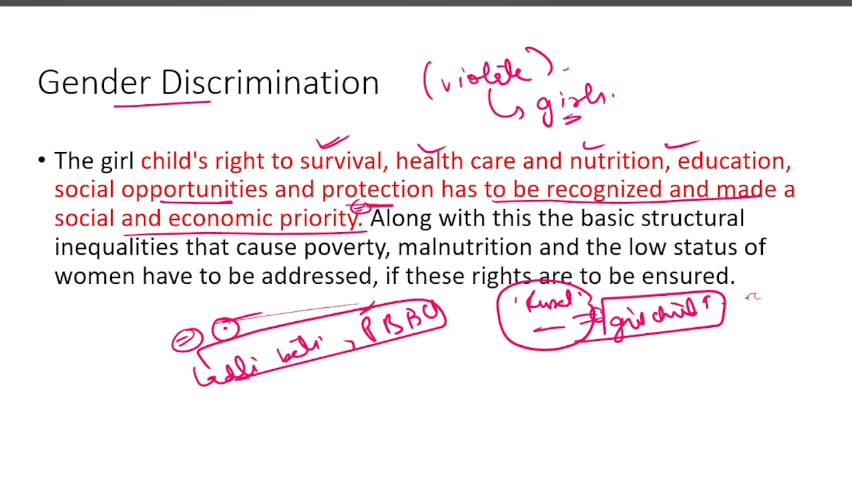 Gender Discrimination
(violate)
↳ girls.
• The girl child's right to survival, health care and nutrition, education,
social opportunities and protection has to be recognized and made a
social and economic priority. Along with this the basic structural
inequalities that cause poverty, malnutrition and the low status of
women have to be addressed, if these rights are to be ensured.
'Rural'
girl child ↑
beti, PBBO